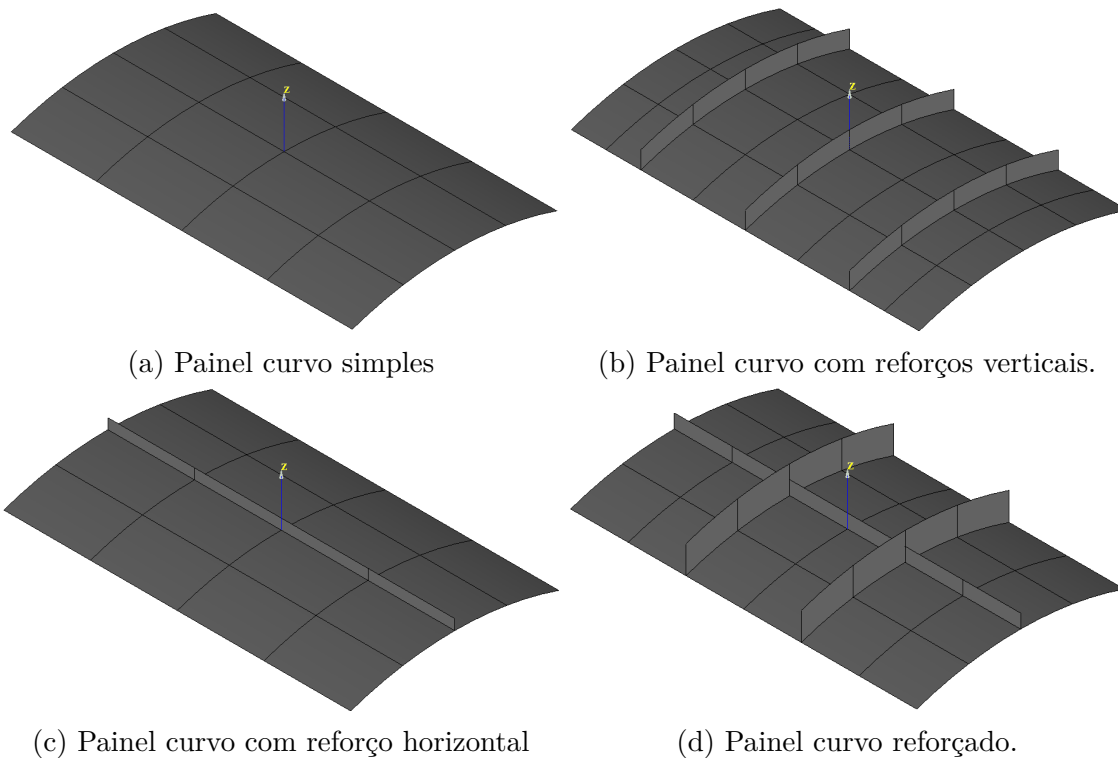 z
z
(a) Painel curvo simples
(b) Painel curvo com reforços verticais.
z
z
(c) Painel curvo com reforço horizontal
(d) Painel curvo reforçado.